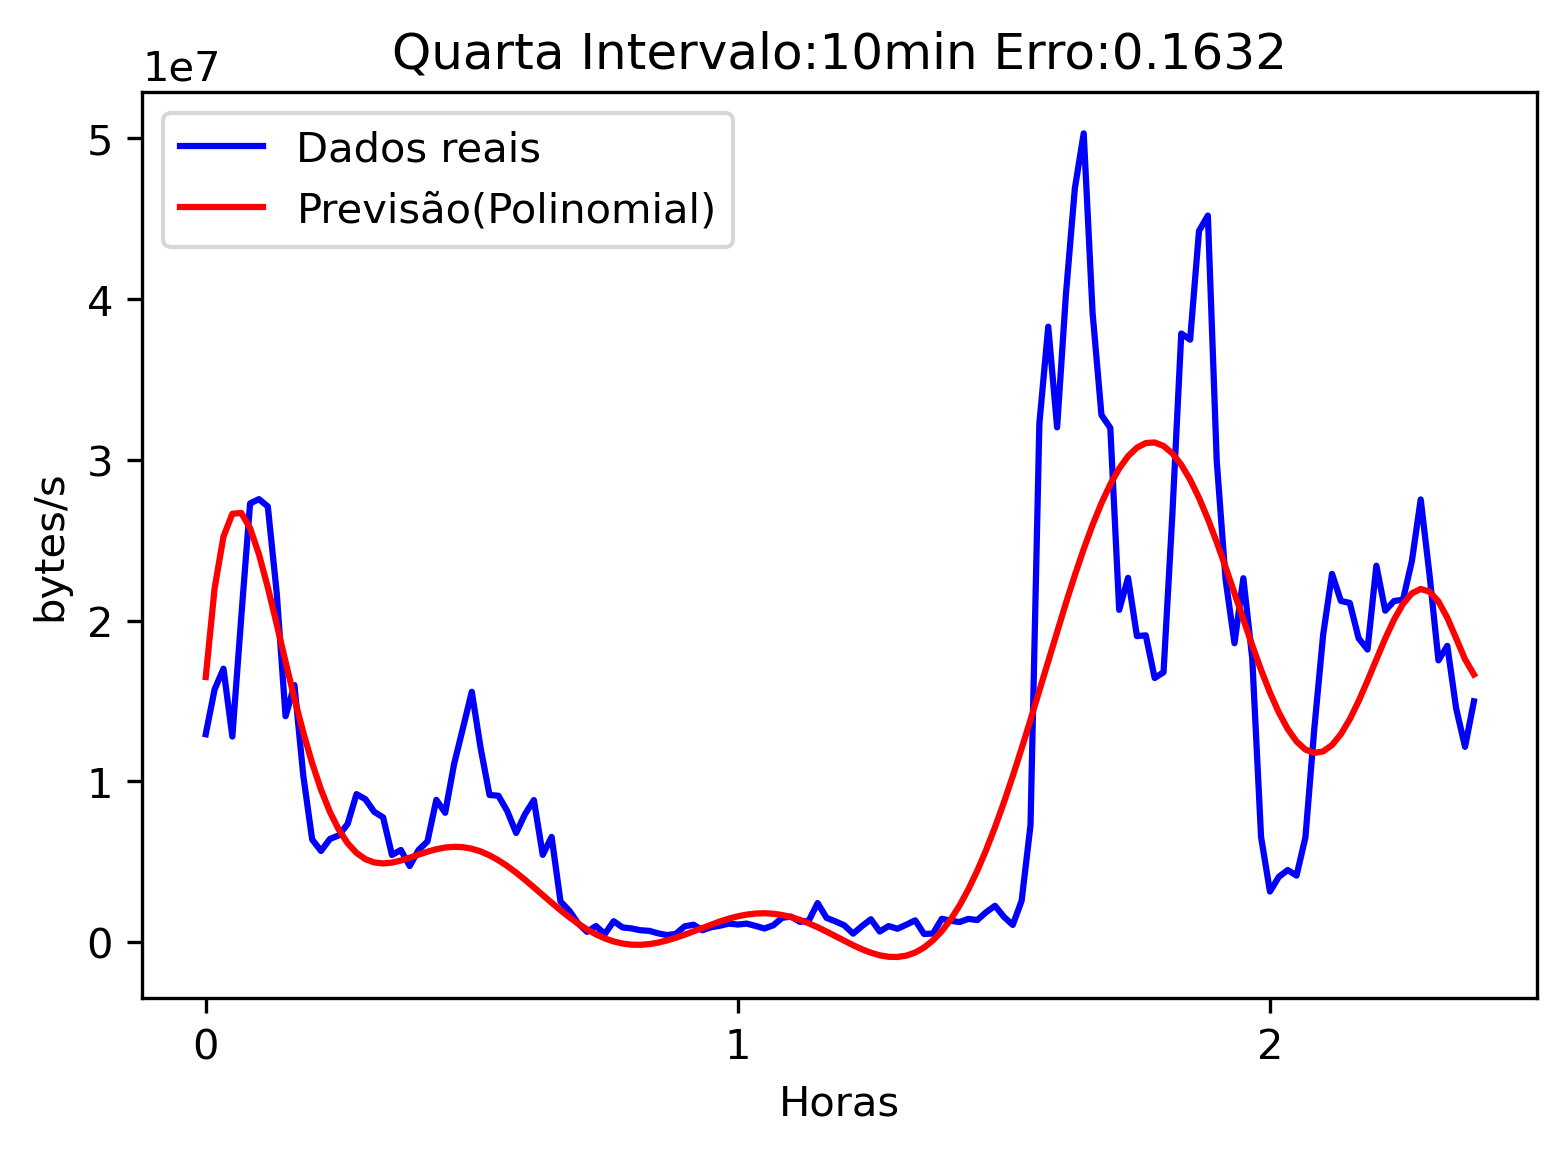 Quarta Intervalo:10min Erro:0.1632
1e7
Dados reais
Previsão(Polinomial)
5
4
3
2
1
0
bytes/s
0 1 2
Horas